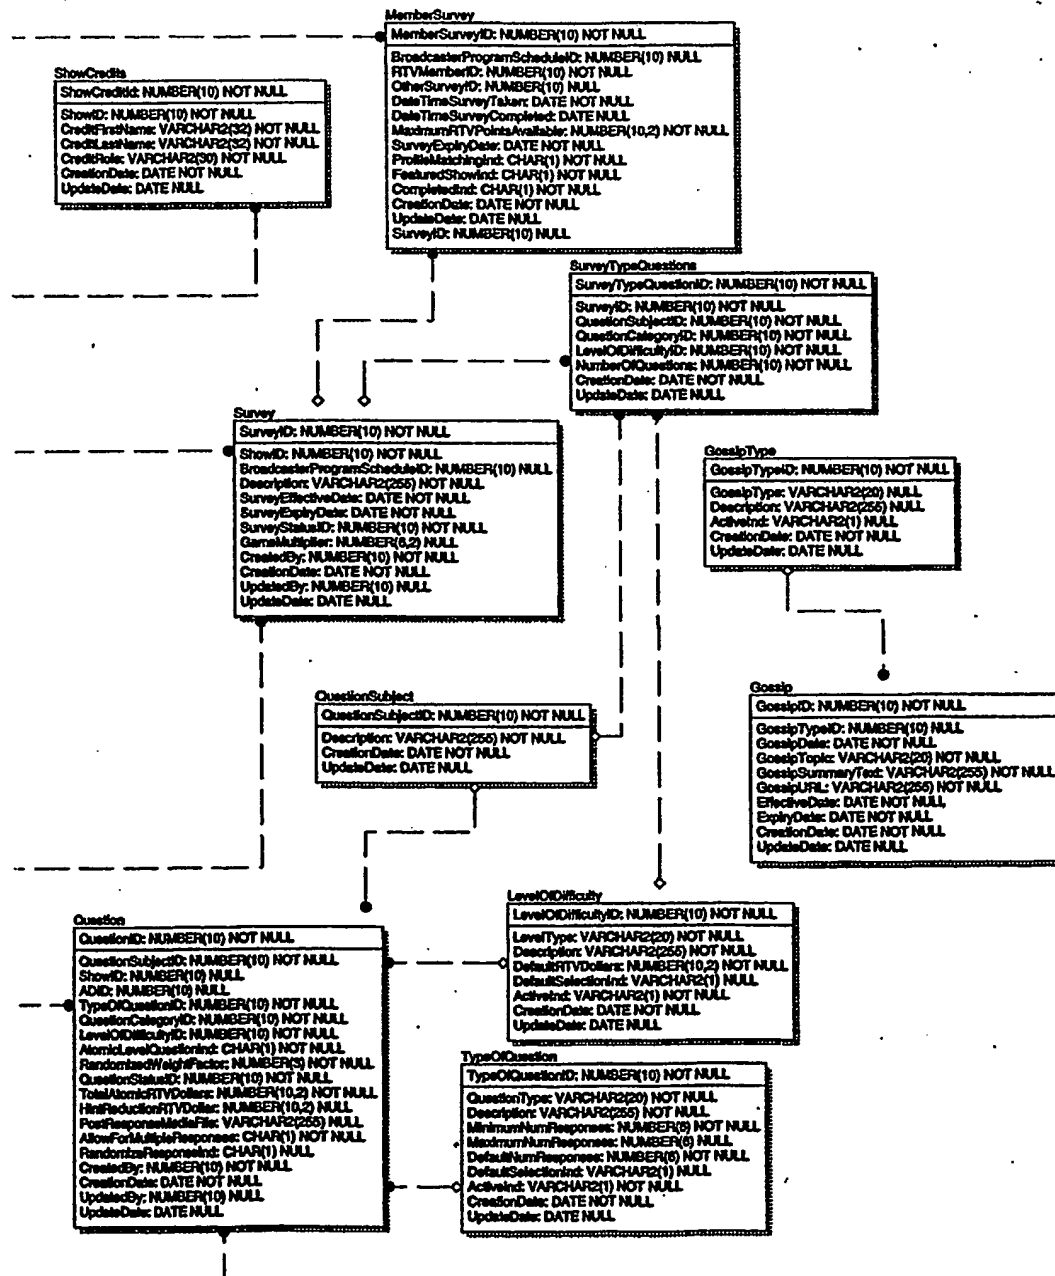 MemberSurvey
MemberSurveyID: NUMBER(10) NOT NULL
BroadcasterProgramScheduleID: NUMBER(10) NULL
RTVMemberID: NUMBER(10) NOT NULL
OtherSurveyID: NUMBER(10) NULL
DateTimeSurveyTaken: DATE NOT NULL
DateTimeSurveyCompleted: DATE NULL
MaximumRTVPointsAvailable: NUMBER(10,2) NOT NULL
SurveyExpiryDate: DATE NOT NULL
ProfileMatchingInd: CHAR(1) NOT NULL
FeaturedShowInd: CHAR(1) NOT NULL
CompletedInd: CHAR(1) NOT NULL
CreationDate: DATE NOT NULL
UpdateDate: DATE NULL
SurveyID: NUMBER(10) NULL
ShowCredits
ShowCreditId: NUMBER(10) NOT NULL
ShowID: NUMBER(10) NOT NULL
CreditFirstName: VARCHAR2(32) NOT NULL
CreditLastName: VARCHAR2(32) NOT NULL
CreditRole: VARCHAR2(30) NOT NULL
CreationDate: DATE NOT NULL
UpdateDate: DATE NULL
SurveyTypeQuestions
SurveyTypeQuestionID: NUMBER(10) NOT NULL
SurveyID: NUMBER(10) NOT NULL
QuestionSubjectID: NUMBER(10) NOT NULL
QuestionCategoryID: NUMBER(10) NOT NULL
LevelOfDifficultyID: NUMBER(10) NOT NULL
NumberOfQuestions: NUMBER(10) NOT NULL
CreationDate: DATE NOT NULL
UpdateDate: DATE NULL
Survey
SurveyID: NUMBER(10) NOT NULL
ShowID: NUMBER(10) NOT NULL
BroadcasterProgramScheduleID: NUMBER(10) NULL
Description: VARCHAR2(255) NOT NULL
SurveyEffectiveDate: DATE NOT NULL
SurveyExpiryDate: DATE NOT NULL
SurveyStatusID: NUMBER(10) NOT NULL
GameMultiplier: NUMBER(6,2) NULL
CreatedBy: NUMBER(10) NOT NULL
CreationDate: DATE NOT NULL
UpdatedBy: NUMBER(10) NULL
UpdateDate: DATE NULL
GossipType
GossipTypeID: NUMBER(10) NOT NULL
GossipType: VARCHAR2(20) NULL
Description: VARCHAR2(255) NULL
ActiveInd: VARCHAR2(1) NULL
CreationDate: DATE NOT NULL
UpdateDate: DATE NULL
QuestionSubject
QuestionSubjectID: NUMBER(10) NOT NULL
Description: VARCHAR2(255) NOT NULL
CreationDate: DATE NOT NULL
UpdateDate: DATE NULL
Gossip
GossipID: NUMBER(10) NOT NULL
GossipTypeID: NUMBER(10) NULL
GossipDate: DATE NOT NULL
GossipTopic: VARCHAR2(20) NULL
GossipSummaryText: VARCHAR2(255) NOT NULL
GossipURL: VARCHAR2(255) NOT NULL
EffectiveDate: DATE NOT NULL
ExpiryDate: DATE NOT NULL
CreationDate: DATE NOT NULL
UpdateDate: DATE NULL
Question
QuestionID: NUMBER(10) NOT NULL
QuestionSubjectID: NUMBER(10) NOT NULL
ShowID: NUMBER(10) NULL
ADID: NUMBER(10) NULL
TypeOfQuestionID: NUMBER(10) NOT NULL
QuestionCategoryID: NUMBER(10) NOT NULL
LevelOfDifficultyID: NUMBER(10) NOT NULL
AtomicLevelQuestionInd: CHAR(1) NOT NULL
RandomizedWeightFactor: NUMBER(3) NOT NULL
QuestionStatusID: NUMBER(10) NOT NULL
TotalAtomicRTVDollars: NUMBER(10,2) NOT NULL
HintReductionRTVDollar: NUMBER(10,2) NULL
PostResponseMediaFile: VARCHAR2(255) NULL
AllowForMultipleResponses: CHAR(1) NOT NULL
RandomizeResponseInd: CHAR(1) NULL
CreatedBy: NUMBER(10) NOT NULL
CreationDate: DATE NOT NULL
UpdatedBy: NUMBER(10) NULL
UpdateDate: DATE NULL
LevelOfDifficulty
LevelOfDifficultyID: NUMBER(10) NOT NULL
LevelType: VARCHAR2(20) NOT NULL
Description: VARCHAR2(255) NOT NULL
DefaultRTVDollars: NUMBER(10,2) NOT NULL
DefaultSelectionInd: VARCHAR2(1) NULL
ActiveInd: VARCHAR2(1) NOT NULL
CreationDate: DATE NOT NULL
UpdateDate: DATE NULL
TypeOfQuestion
TypeOfQuestionID: NUMBER(10) NOT NULL
QuestionType: VARCHAR2(20) NOT NULL
Description: VARCHAR2(255) NOT NULL
MinimumNumResponses: NUMBER(6) NOT NULL
MaximumNumResponses: NUMBER(6) NULL
DefaultNumResponses: NUMBER(6) NOT NULL
DefaultSelectionInd: VARCHAR2(1) NULL
ActiveInd: VARCHAR2(1) NOT NULL
CreationDate: DATE NOT NULL
UpdateDate: DATE NULL